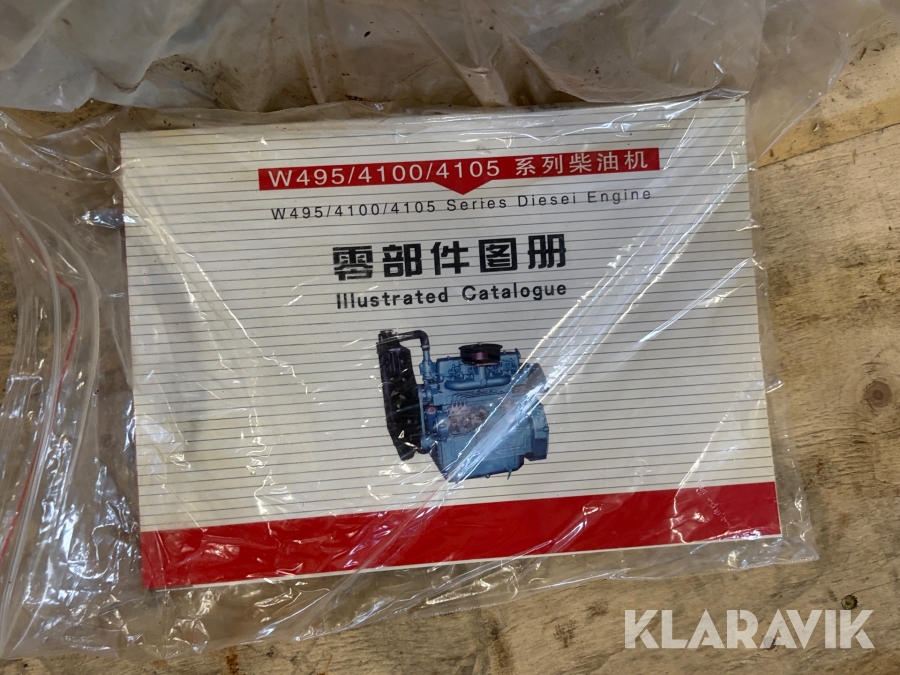 W495/4100/4105 系列柴油机
W495/4100/4105 Series Diesel Engine
零部件图册
Illustrated Catalogue
KLARAVIK